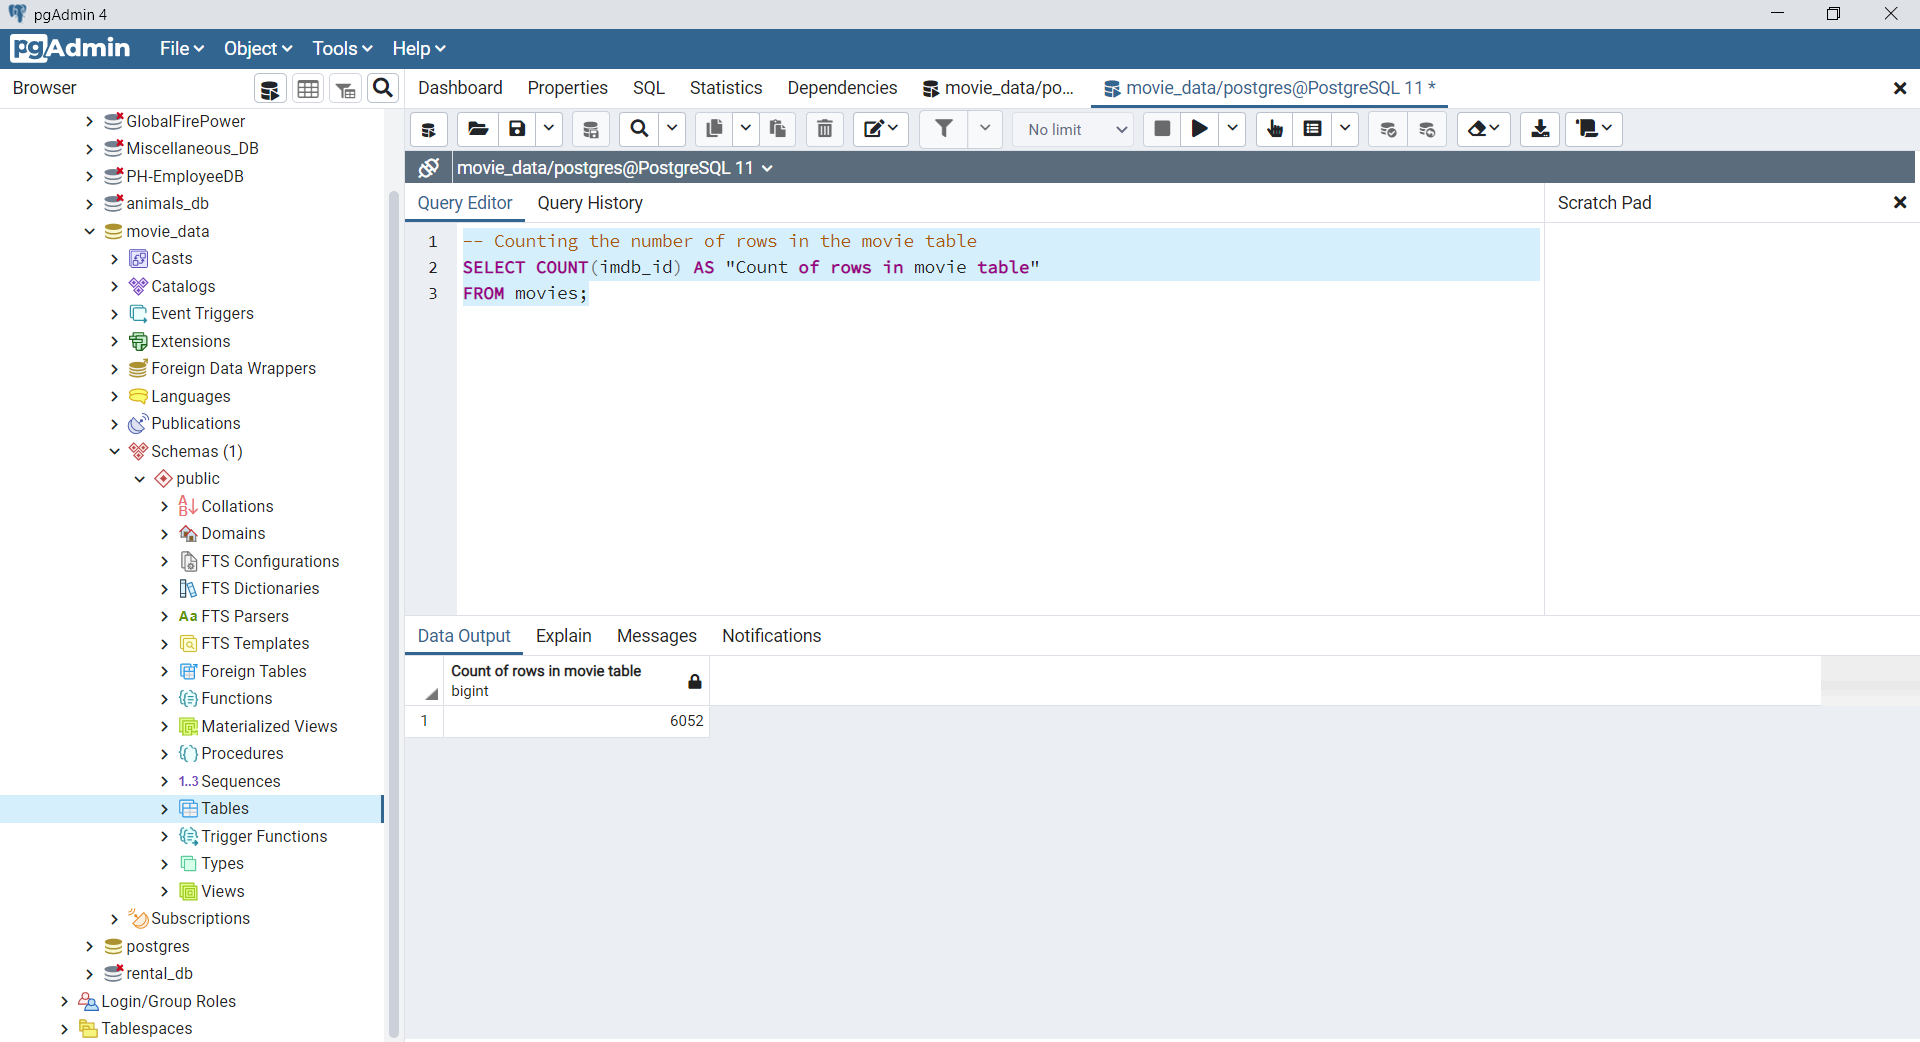 pgAdmin 4
pgAdmin File Object Tools Help
Browser
Dashboard Properties SQL Statistics Dependencies movie_data/po... movie_data/postgres@PostgreSQL 11 *
No limit
movie_data/postgres@PostgreSQL 11
Query Editor Query History
Scratch Pad
GlobalFirePower
Miscellaneous_DB
PH-EmployeeDB
animals_db
movie_data
Casts
Catalogs
Event Triggers
Extensions
Foreign Data Wrappers
Languages
Publications
Schemas (1)
public
Collations
Domains
FTS Configurations
FTS Dictionaries
Aa FTS Parsers
FTS Templates
Foreign Tables
Functions
Materialized Views
Procedures
1..3 Sequences
Tables
Trigger Functions
Types
Views
Subscriptions
postgres
rental_db
Login/Group Roles
Tablespaces
1 -- Counting the number of rows in the movie table
2 SELECT COUNT(imdb_id) AS "Count of rows in movie table"
3 FROM movies;
Data Output Explain Messages Notifications
Count of rows in movie table
bigint
1 6052